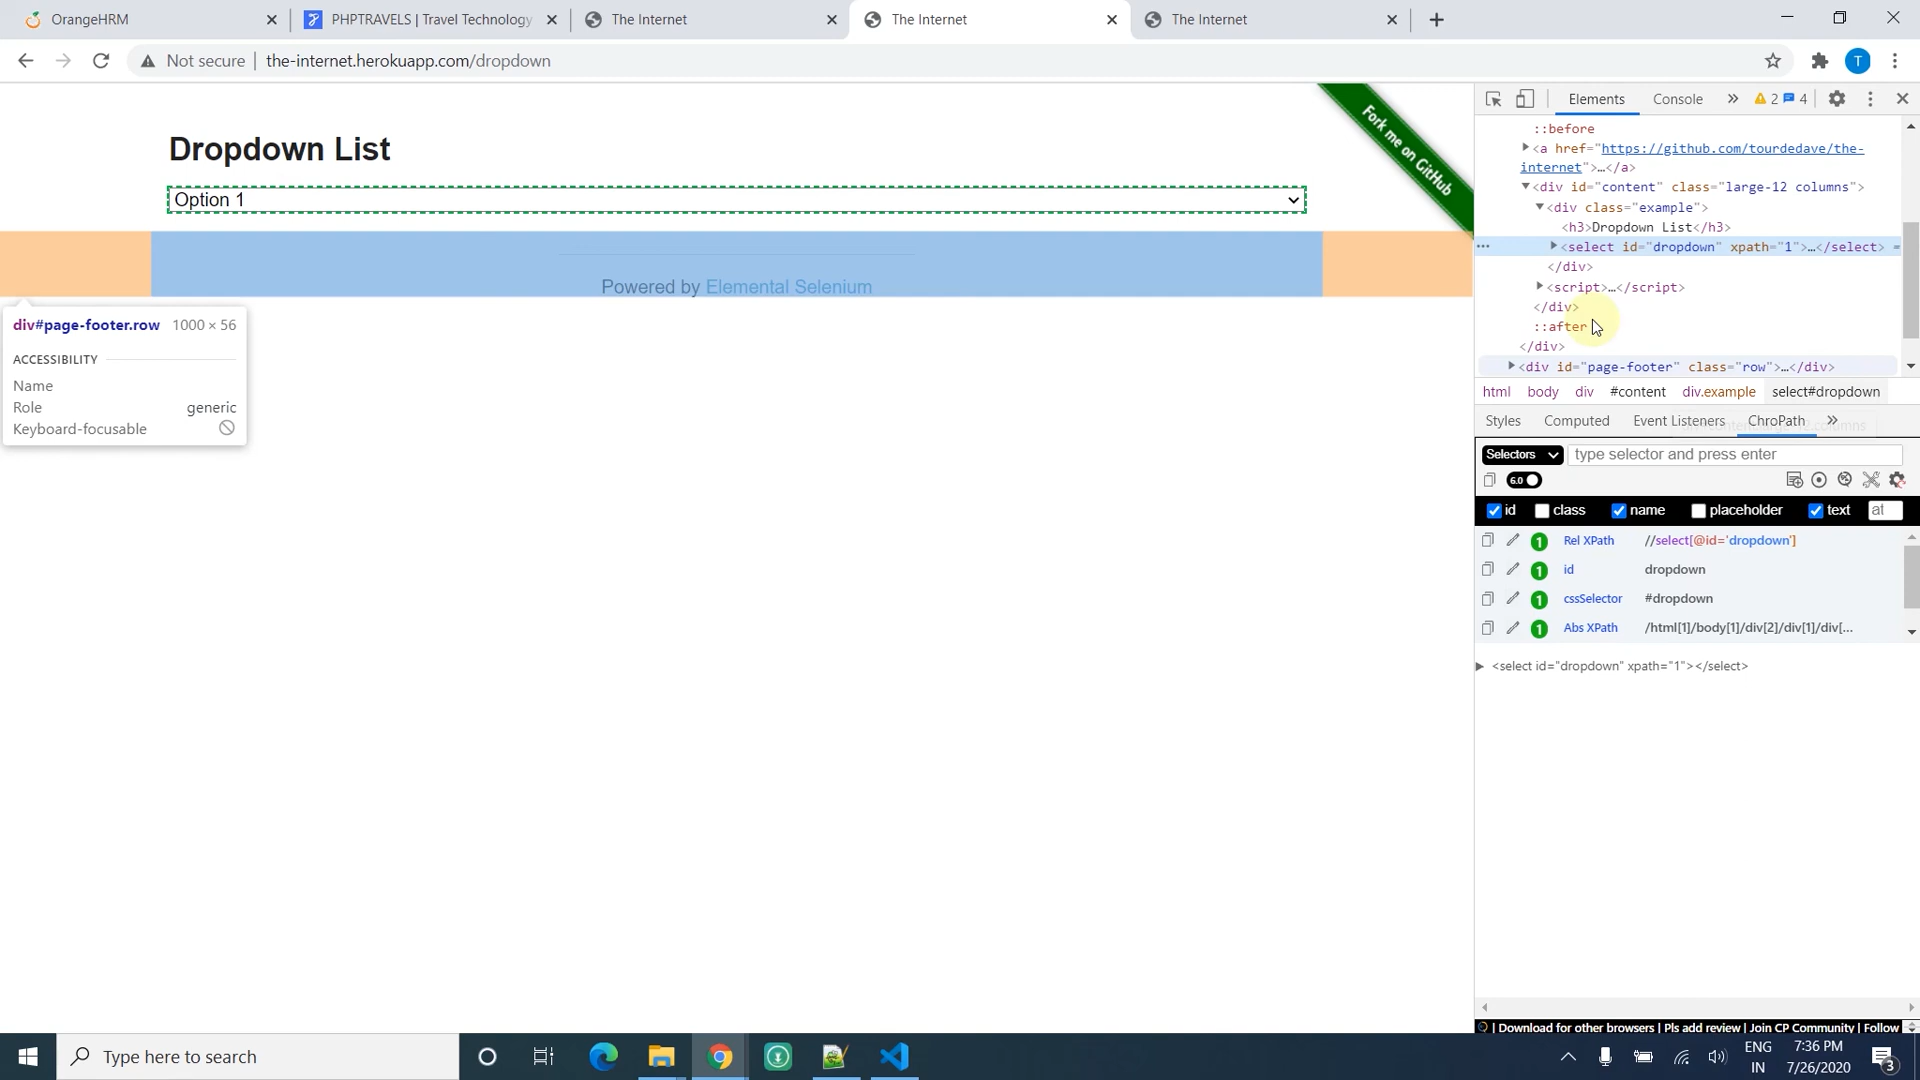 OrangeHRM
PHPTRAVELS | Travel Technology
The Internet
The Internet
The Internet
Not secure
the-internet.herokuapp.com/dropdown
T
Dropdown List
Option 1
Fork me on GitHub
Powered by Elemental Selenium
div#page-footer.row 1000 × 56
ACCESSIBILITY
Name
Role generic
Keyboard-focusable
Elements
Console
2
4
::before
<a href="https://github.com/tourdedave/the-
internet">…</a>
<div id="content" class="large-12 columns">
<div class="example">
<h3>Dropdown List</h3>
<select id="dropdown" xpath="1">…</select> =
</div>
<script>…</script>
</div>
::after
</div>
<div id="page-footer" class="row">…</div>
html body div #content div.example select#dropdown
Styles Computed Event Listeners ChroPath
Selectors
type selector and press enter
6.0
id class name placeholder text at
1 Rel XPath //select[@id='dropdown']
1 id dropdown
1 cssSelector #dropdown
1 Abs XPath /html[1]/body[1]/div[2]/div[1]/div[...
<select id="dropdown" xpath="1"></select>
| Download for other browsers | Pls add review | Join CP Community | Follow
Type here to search
ENG
IN
7:36 PM
7/26/2020
3